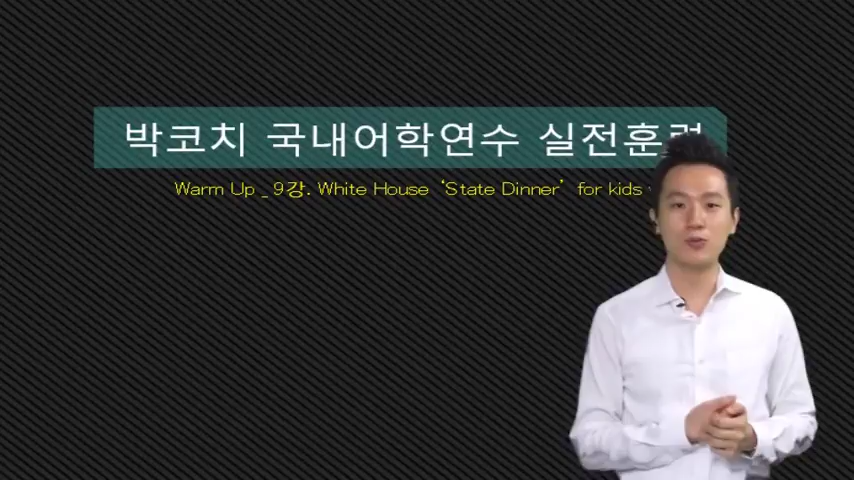 박코치 국내어학연수 실전훈련
Warm Up _ 9강. White House ‘State Dinner’ for kids